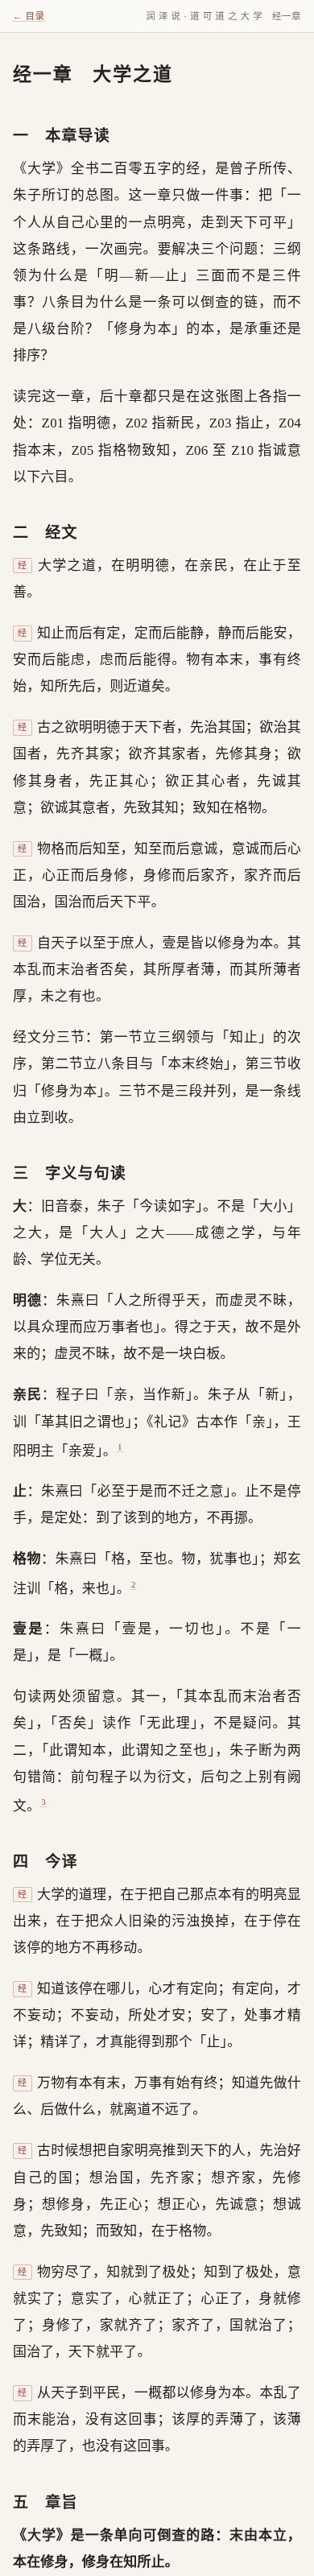 ← 目录 润泽说·道可道之大学 经一章
经一章　大学之道
一　本章导读
《大学》全书二百零五字的经，是曾子所传、
朱子所订的总图。这一章只做一件事：把「一
个人从自己心里的一点明亮，走到天下可平」
这条路线，一次画完。要解决三个问题：三纲
领为什么是「明—新—止」三面而不是三件
事？八条目为什么是一条可以倒查的链，而不
是八级台阶？「修身为本」的本，是承重还是
排序？
读完这一章，后十章都只是在这张图上各指一
处：Z01 指明德，Z02 指新民，Z03 指止，Z04
指本末，Z05 指格物致知，Z06 至 Z10 指诚意
以下六目。
二　经文
经 大学之道，在明明德，在亲民，在止于至
善。
经 知止而后有定，定而后能静，静而后能安，
安而后能虑，虑而后能得。物有本末，事有终
始，知所先后，则近道矣。
经 古之欲明明德于天下者，先治其国；欲治其
国者，先齐其家；欲齐其家者，先修其身；欲
修其身者，先正其心；欲正其心者，先诚其
意；欲诚其意者，先致其知；致知在格物。
经 物格而后知至，知至而后意诚，意诚而后心
正，心正而后身修，身修而后家齐，家齐而后
国治，国治而后天下平。
经 自天子以至于庶人，壹是皆以修身为本。其
本乱而末治者否矣，其所厚者薄，而其所薄者
厚，未之有也。
经文分三节：第一节立三纲领与「知止」的次
序，第二节立八条目与「本末终始」，第三节收
归「修身为本」。三节不是三段并列，是一条线
由立到收。
三　字义与句读
大：旧音泰，朱子「今读如字」。不是「大小」
之大，是「大人」之大——成德之学，与年
龄、学位无关。
明德：朱熹曰「人之所得乎天，而虚灵不昧，
以具众理而应万事者也」。得之于天，故不是外
来的；虚灵不昧，故不是一块白板。
亲民：程子曰「亲，当作新」。朱子从「新」，
训「革其旧之谓也」；《礼记》古本作「亲」，王
阳明主「亲爱」。1
止：朱熹曰「必至于是而不迁之意」。止不是停
手，是定处：到了该到的地方，不再挪。
格物：朱熹曰「格，至也。物，犹事也」；郑玄
注训「格，来也」。2
壹是：朱熹曰「壹是，一切也」。不是「一
是」，是「一概」。
句读两处须留意。其一，「其本乱而末治者否
矣」，「否矣」读作「无此理」，不是疑问。其
二，「此谓知本，此谓知之至也」，朱子断为两
句错简：前句程子以为衍文，后句之上别有阙
文。3
四　今译
经 大学的道理，在于把自己那点本有的明亮显
出来，在于把众人旧染的污浊换掉，在于停在
该停的地方不再移动。
经 知道该停在哪儿，心才有定向；有定向，才
不妄动；不妄动，所处才安；安了，处事才精
详；精详了，才真能得到那个「止」。
经 万物有本有末，万事有始有终；知道先做什
么、后做什么，就离道不远了。
经 古时候想把自家明亮推到天下的人，先治好
自己的国；想治国，先齐家；想齐家，先修
身；想修身，先正心；想正心，先诚意；想诚
意，先致知；而致知，在于格物。
经 物穷尽了，知就到了极处；知到了极处，意
就实了；意实了，心就正了；心正了，身就修
了；身修了，家就齐了；家齐了，国就治了；
国治了，天下就平了。
经 从天子到平民，一概都以修身为本。本乱了
而末能治，没有这回事；该厚的弄薄了，该薄
的弄厚了，也没有这回事。
五　章旨
《大学》是一条单向可倒查的路：末由本立，
本在修身，修身在知所止。